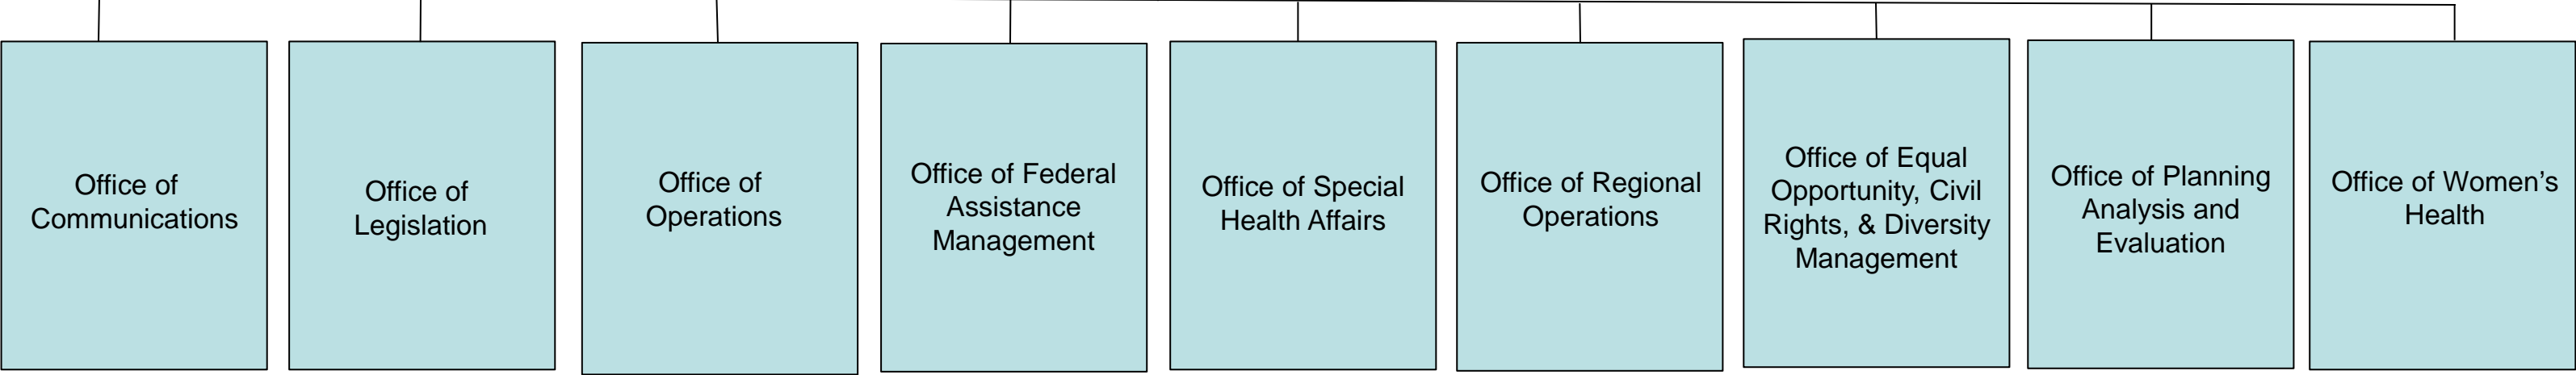 Office of
Communications
Office of
Legislation
Office of
Operations
Office of Federal
Assistance
Management
Office of Special
Health Affairs
Office of Regional
Operations
Office of Equal
Opportunity, Civil
Rights, & Diversity
Management
Office of Planning
Analysis and
Evaluation
Office of Women’s
Health